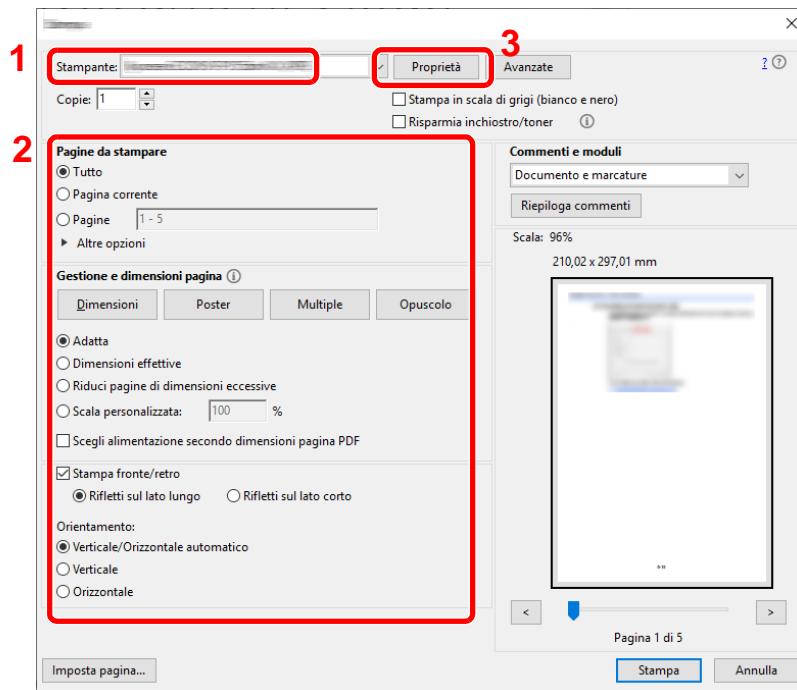 ×
1
3
Stampante:
Proprietà
Avanzate
?
Copie: 1
Stampa in scala di grigi (bianco e nero)
Risparmia inchiostro/toner
2
Pagine da stampare
Tutto
Pagina corrente
Pagine 1 - 5
Altre opzioni
Gestione e dimensioni pagina
Dimensioni Poster Multiple Opuscolo
Adatta
Dimensioni effettive
Riduci pagine di dimensioni eccessive
Scala personalizzata: 100 %
Scegli alimentazione secondo dimensioni pagina PDF
Stampa fronte/retro
Rifletti sul lato lungo Rifletti sul lato corto
Orientamento:
Verticale/Orizzontale automatico
Verticale
Orizzontale
Commenti e moduli
Documento e marcature
Riepiloga commenti
Scala: 96%
210,02 x 297,01 mm
< >
Pagina 1 di 5
Imposta pagina...
Stampa Annulla